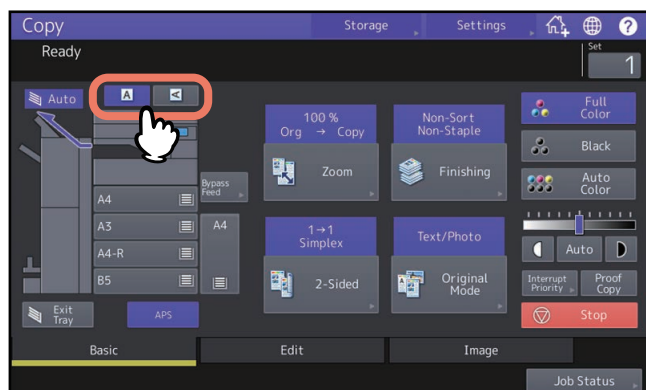 Copy
Storage
Settings
?
Ready
Set
1
Auto
A
A
100 %
Org → Copy
Zoom
Non-Sort
Non-Staple
Finishing
Full
Color
Black
Auto
Color
A4
Bypass
Feed
A3
A4
A4-R
B5
1→1
Simplex
2-Sided
Text/Photo
Original
Mode
Auto
Interrupt
Priority
Proof
Copy
Exit
Tray
APS
Stop
Basic
Edit
Image
Job Status